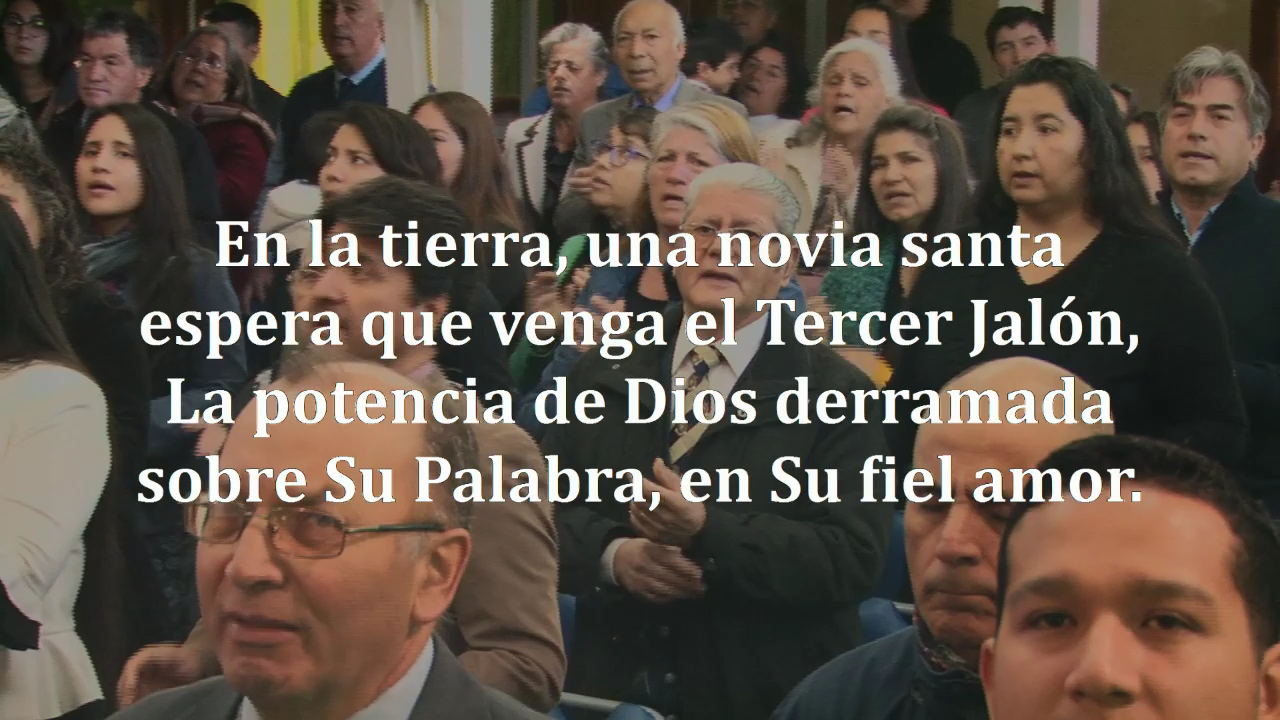 En la tierra, una novia santa
espera que venga el Tercer Jalón,
La potencia de Dios derramada
sobre Su Palabra, en Su fiel amor.